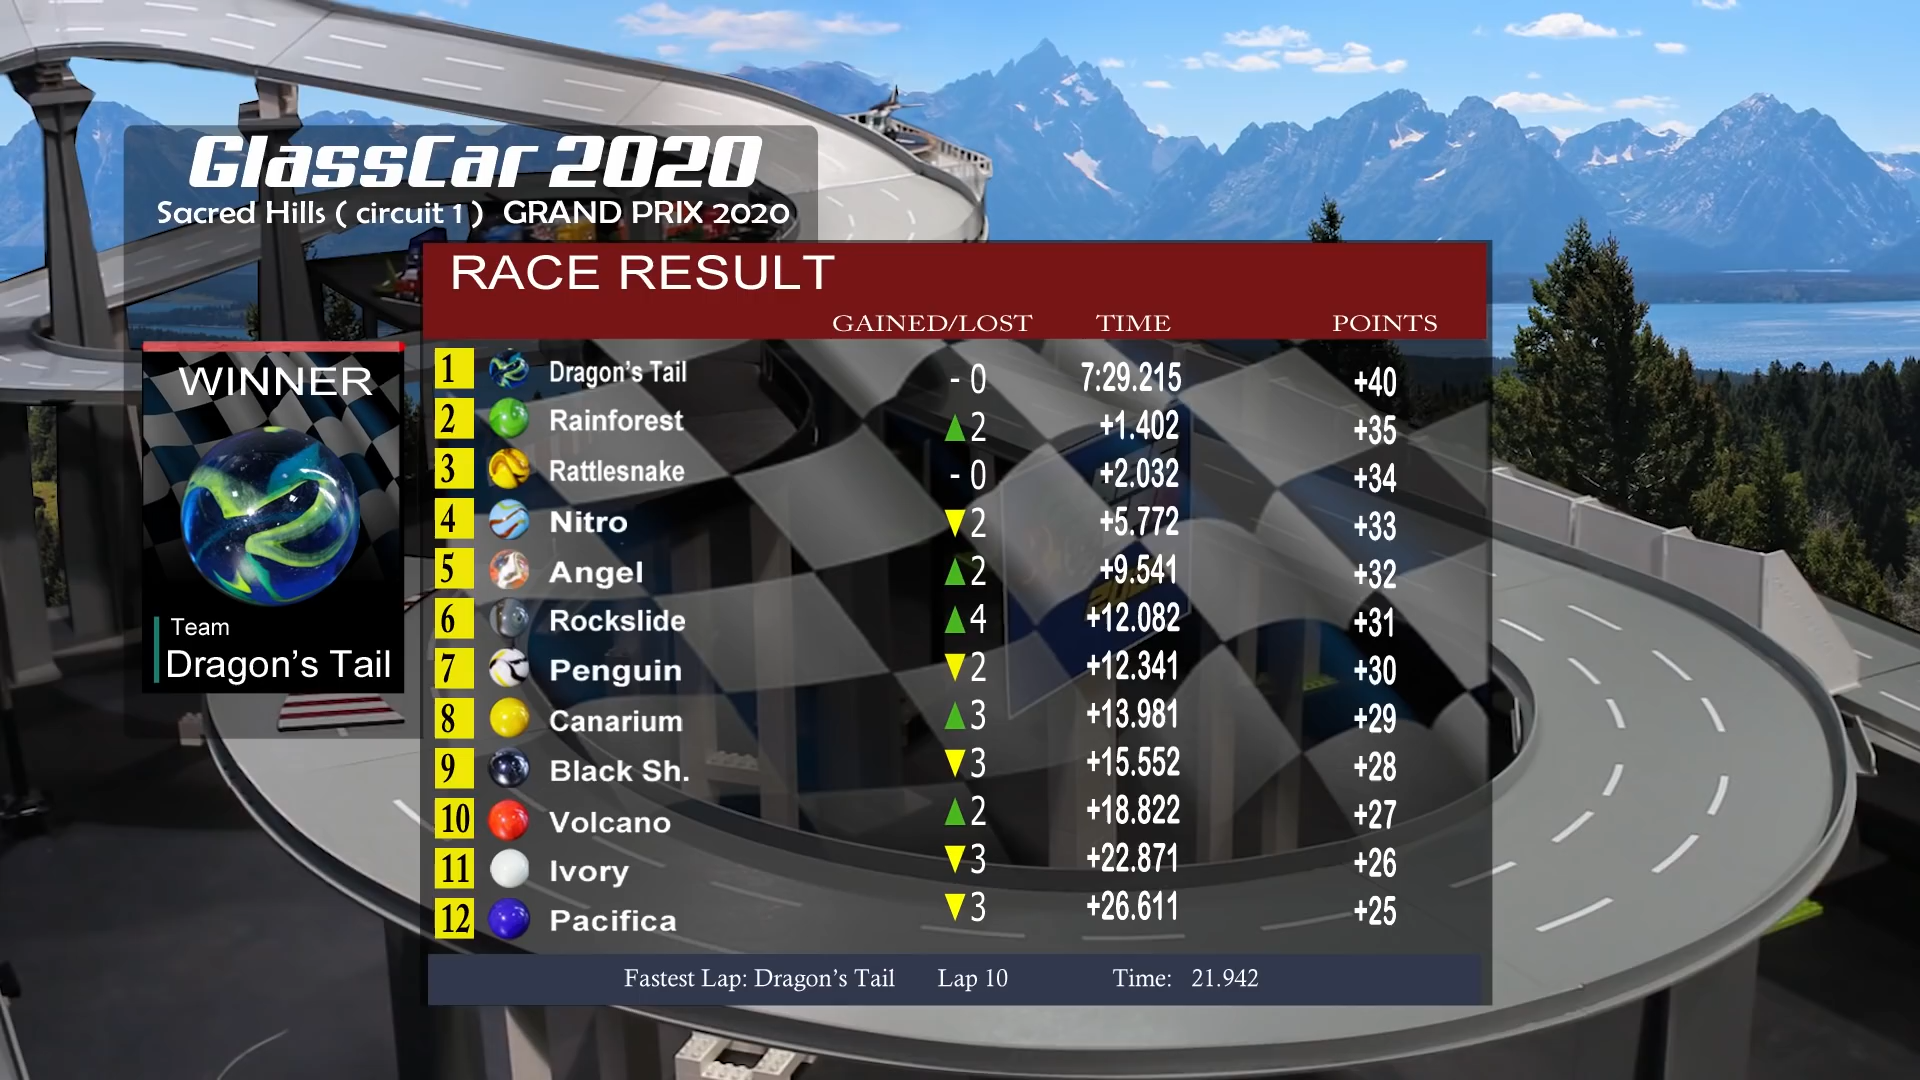 GlassCar 2020
Sacred Hills ( circuit 1 ) GRAND PRIX 2020
RACE RESULT
GAINED/LOST TIME POINTS
WINNER
Team
Dragon's Tail
1 Dragon's Tail - 0 7:29.215 +40
2 Rainforest ▲2 +1.402 +35
3 Rattlesnake - 0 +2.032 +34
4 Nitro ▼2 +5.772 +33
5 Angel ▲2 +9.541 +32
6 Rockslide ▲4 +12.082 +31
7 Penguin ▼2 +12.341 +30
8 Canarium ▲3 +13.981 +29
9 Black Sh. ▼3 +15.552 +28
10 Volcano ▲2 +18.822 +27
11 Ivory ▼3 +22.871 +26
12 Pacifica ▼3 +26.611 +25
Fastest Lap: Dragon's Tail Lap 10 Time: 21.942